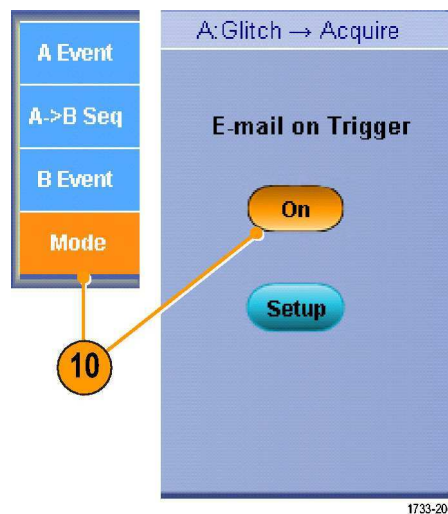 A Event
A->B Seq
B Event
Mode
10
A:Glitch → Acquire
E-mail on Trigger
On
Setup
1733-20